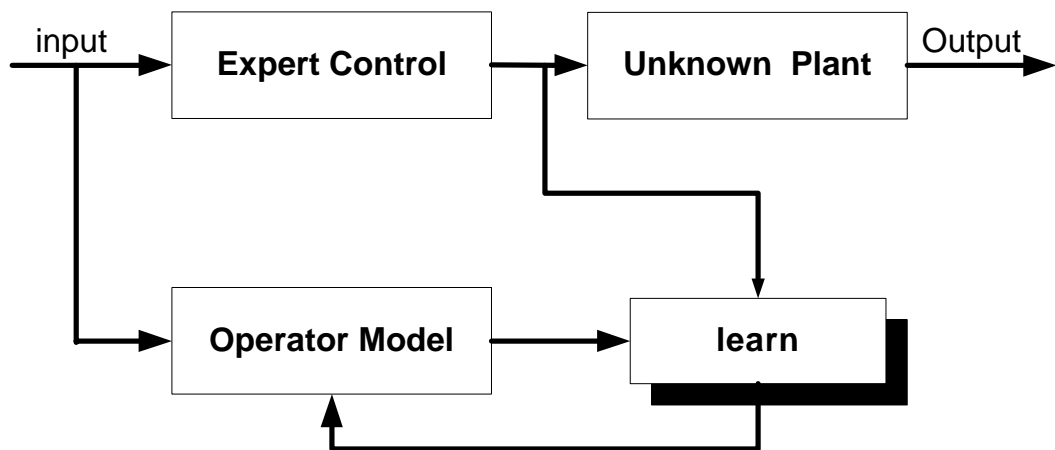 input
Expert Control
Unknown Plant
Output
Operator Model
learn